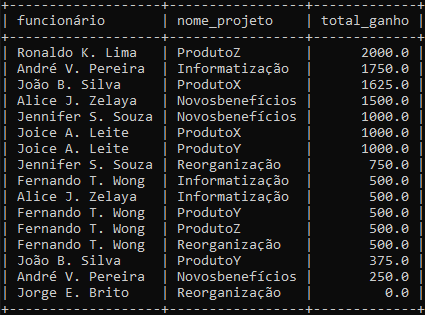 funcionário | nome_projeto | total_ganho
Ronaldo K. Lima | ProdutoZ | 2000.0
André V. Pereira | Informatização | 1750.0
João B. Silva | ProdutoX | 1625.0
Alice J. Zelaya | Novosbenefícios | 1500.0
Jennifer S. Souza | Novosbenefícios | 1000.0
Joice A. Leite | ProdutoX | 1000.0
Joice A. Leite | ProdutoY | 1000.0
Jennifer S. Souza | Reorganização | 750.0
Fernando T. Wong | Informatização | 500.0
Alice J. Zelaya | Informatização | 500.0
Fernando T. Wong | ProdutoY | 500.0
Fernando T. Wong | ProdutoZ | 500.0
Fernando T. Wong | Reorganização | 500.0
João B. Silva | ProdutoY | 375.0
André V. Pereira | Novosbenefícios | 250.0
Jorge E. Brito | Reorganização | 0.0